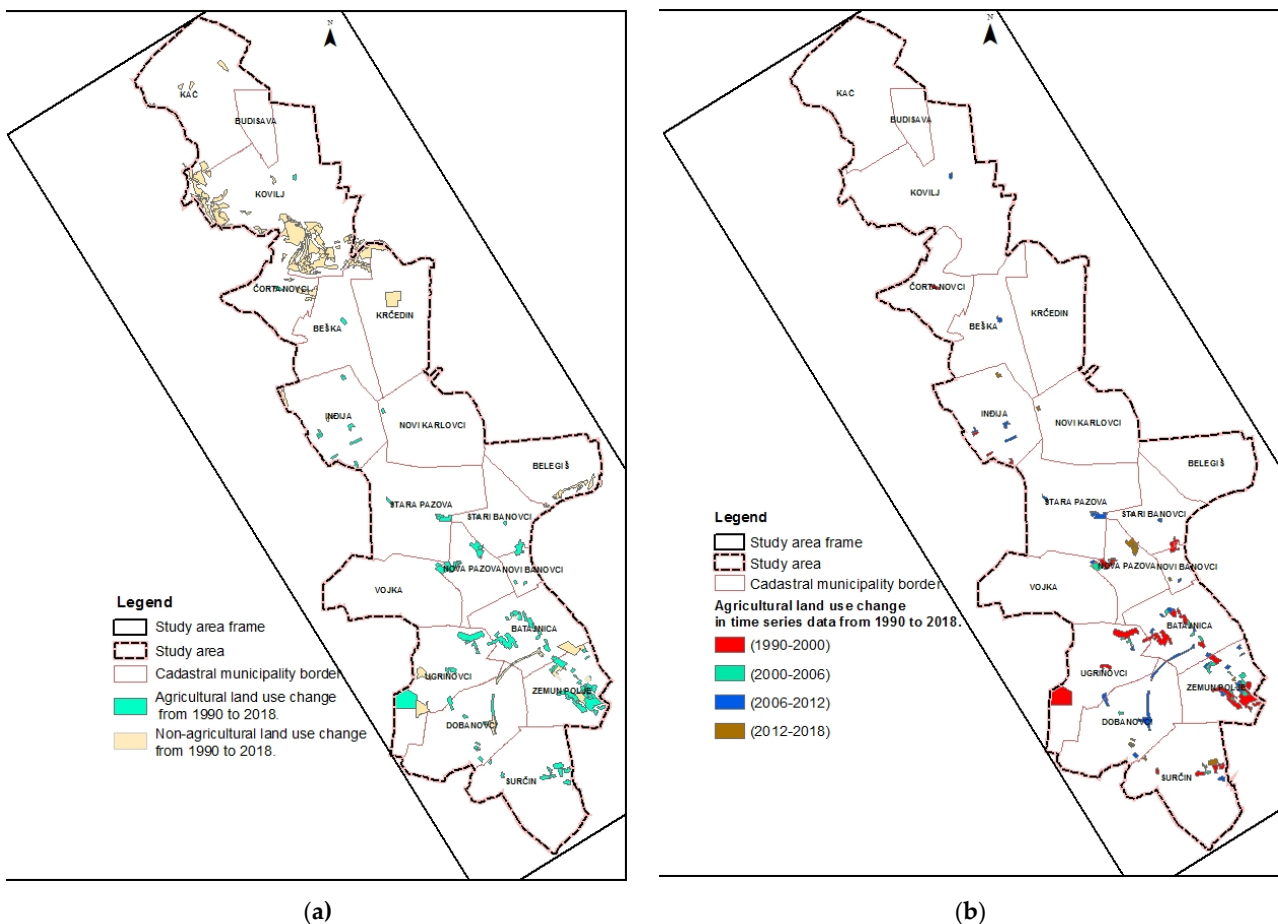 N
KAĆ
BUDISAVA
KOVILJ
ČORTANOVCI
BEŠKA
KRČEDIN
INĐIJA
NOVI KARLOVCI
BELEGIŠ
STARA PAZOVA
STARI BANOVCI
NOVA PAZOVA
NOVI BANOVCI
VOJKA
BATAJNICA
UGRINOVCI
ZEMUN POLJE
DOBANOVCI
SURČIN
Legend
Study area frame
Study area
Cadastral municipality border
Agricultural land use change
from 1990 to 2018.
Non-agricultural land use change
from 1990 to 2018.
(a)
N
KAĆ
BUDISAVA
KOVILJ
ČORTANOVCI
BEŠKA
KRČEDIN
INĐIJA
NOVI KARLOVCI
BELEGIŠ
STARA PAZOVA
STARI BANOVCI
NOVA PAZOVA
NOVI BANOVCI
VOJKA
BATAJNICA
UGRINOVCI
ZEMUN POLJE
DOBANOVCI
SURČIN
Legend
Study area frame
Study area
Cadastral municipality border
Agricultural land use change
in time series data from 1990 to 2018.
(1990-2000)
(2000-2006)
(2006-2012)
(2012-2018)
(b)